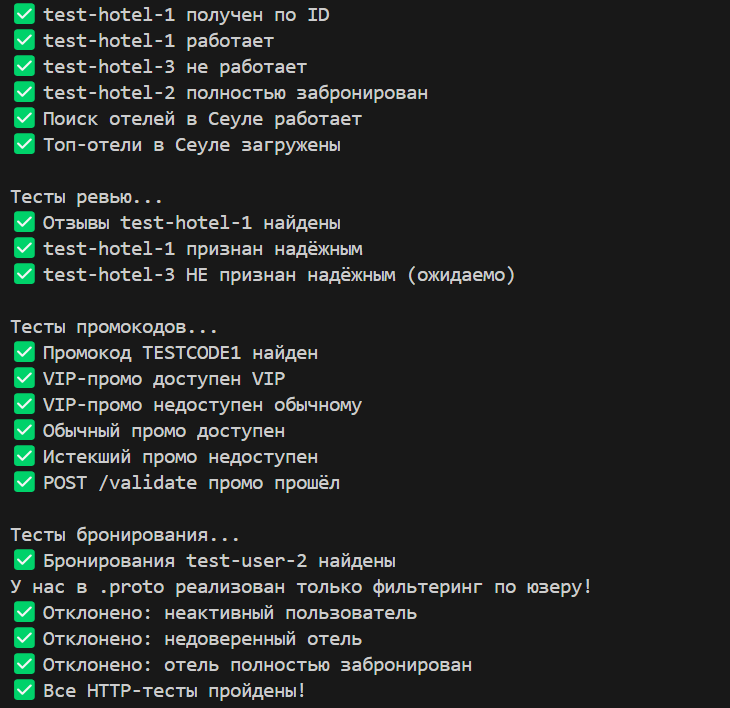 ✅ test-hotel-1 получен по ID
✅ test-hotel-1 работает
✅ test-hotel-3 не работает
✅ test-hotel-2 полностью забронирован
✅ Поиск отелей в Сеуле работает
✅ Топ-отели в Сеуле загружены
Тесты ревью...
✅ Отзывы test-hotel-1 найдены
✅ test-hotel-1 признан надёжным
✅ test-hotel-3 НЕ признан надёжным (ожидаемо)
Тесты промокодов...
✅ Промокод TESTCODE1 найден
✅ VIP-промо доступен VIP
✅ VIP-промо недоступен обычному
✅ Обычный промо доступен
✅ Истекший промо недоступен
✅ POST /validate промо прошёл
Тесты бронирования...
✅ Бронирования test-user-2 найдены
У нас в .proto реализован только фильтеринг по юзеру!
✅ Отклонено: неактивный пользователь
✅ Отклонено: недоверенный отель
✅ Отклонено: отель полностью забронирован
✅ Все HTTP-тесты пройдены!